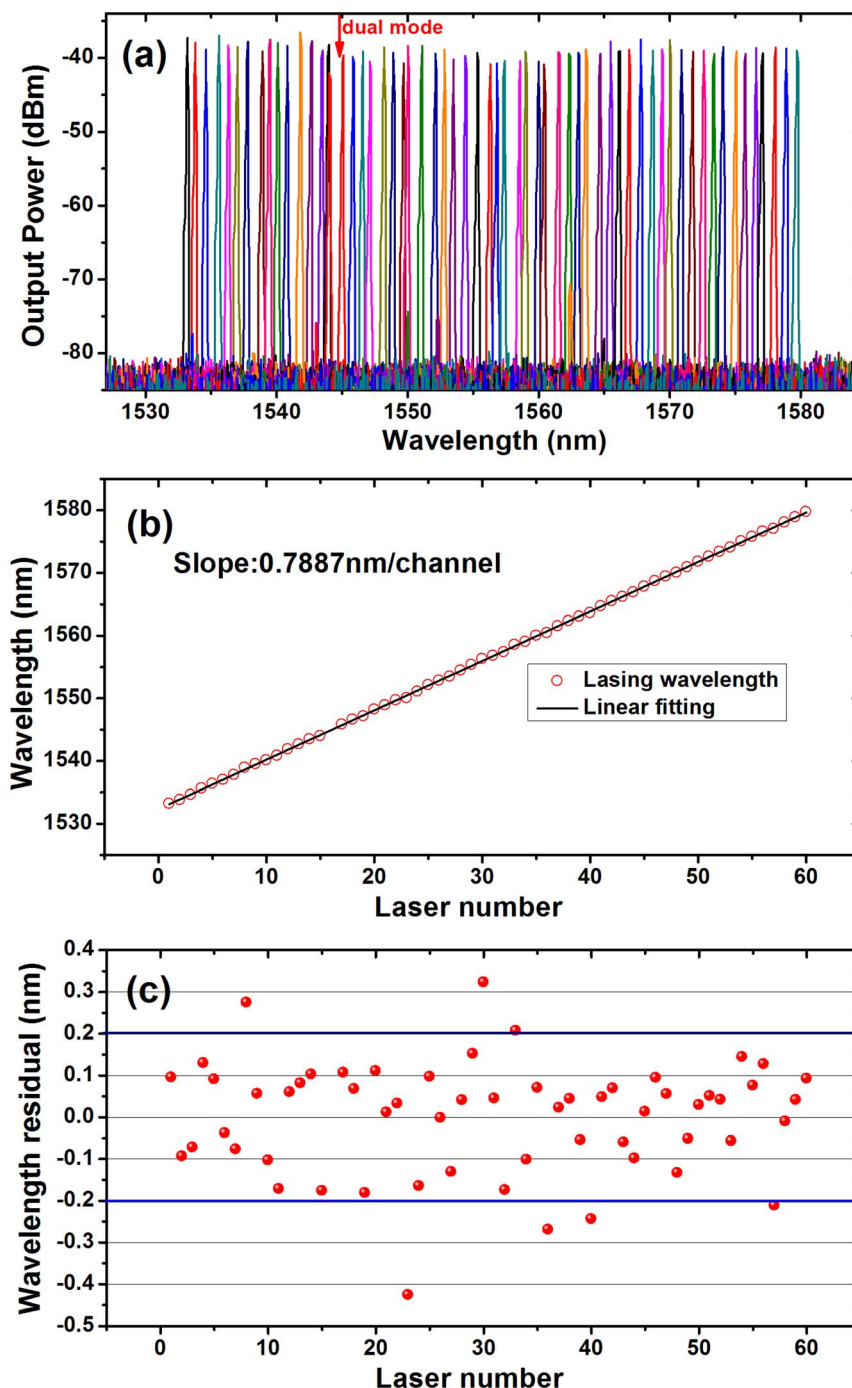 (a)
dual mode
-40
-50
-60
-70
-80
Output Power (dBm)
1530 1540 1550 1560 1570 1580
Wavelength (nm)
(b)
Slope:0.7887nm/channel
1580
1570
1560
1550
1540
1530
Wavelength (nm)
Lasing wavelength
Linear fitting
0 10 20 30 40 50 60
Laser number
(c)
0.4
0.3
0.2
0.1
0.0
-0.1
-0.2
-0.3
-0.4
-0.5
Wavelength residual (nm)
0 10 20 30 40 50 60
Laser number